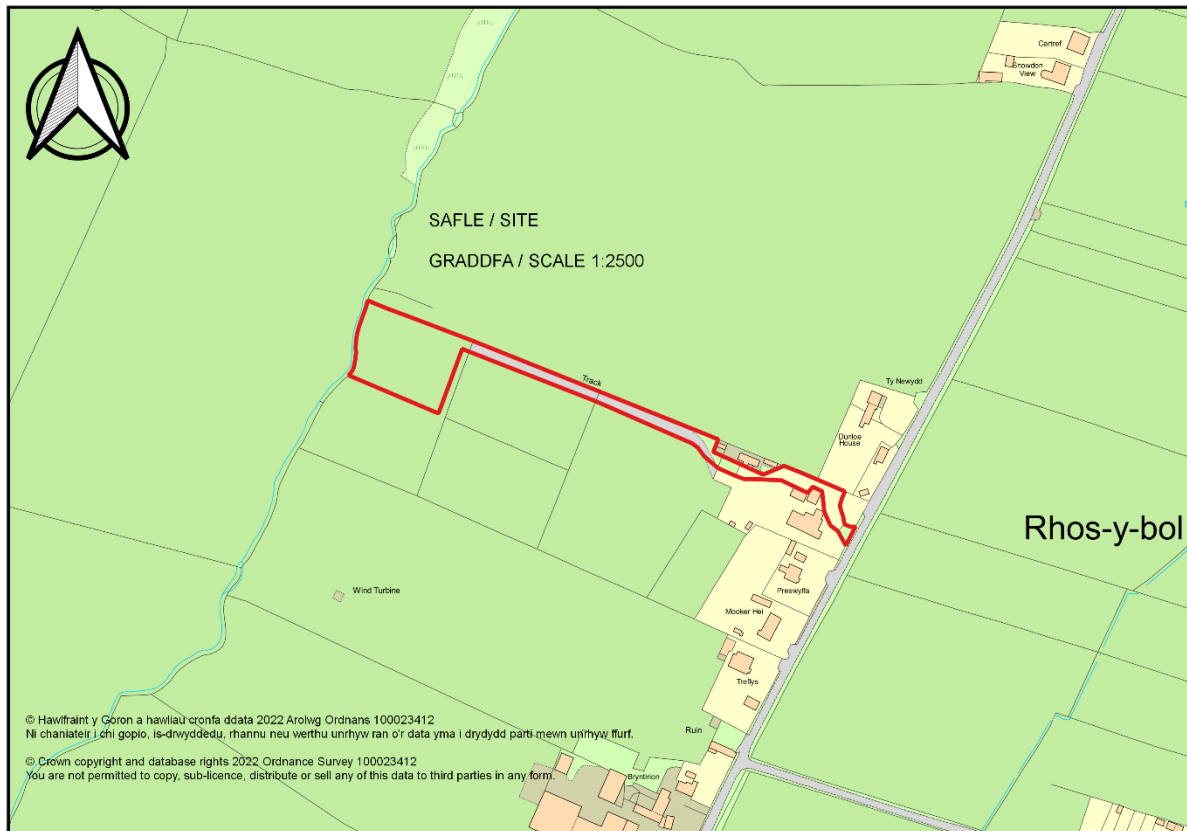 Cartref
Snowdon
View
SAFLE / SITE
GRADDFA / SCALE 1:2500
Track
Ty Newydd
Dunloe
House
Rhos-y-bol
Wind Turbine
Preswylfa
Mooker Hei
Treflys
Ruin
Bryntirion
© Hawlfraint y Goron a hawliau cronfa ddata 2022 Arolwg Ordnans 100023412
Ni chaniateir i chi gopio, is-drwyddedu, rhannu neu werthu unrhyw ran o'r data yma i drydydd parti mewn unrhyw ffurf.
© Crown copyright and database rights 2022 Ordnance Survey 100023412
You are not permitted to copy, sub-licence, distribute or sell any of this data to third parties in any form.